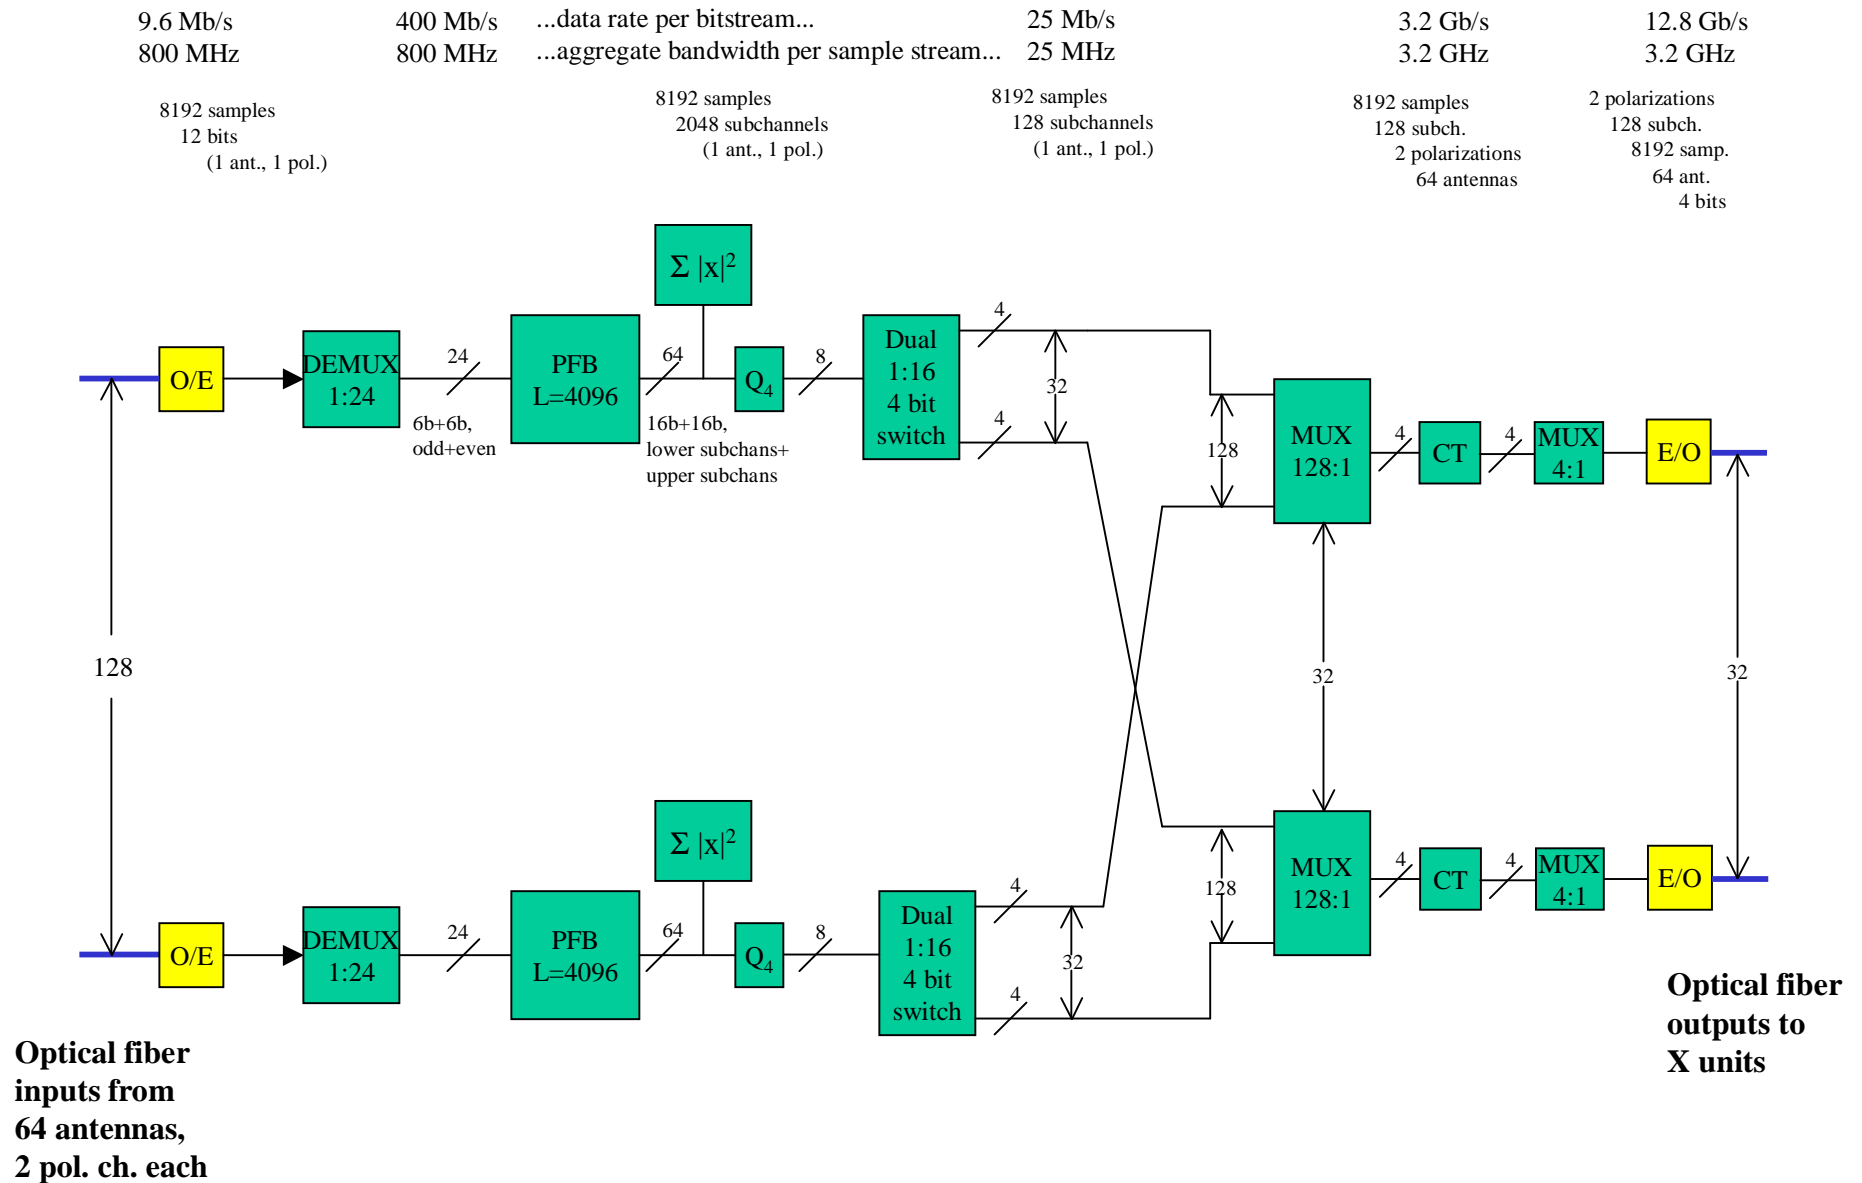 9.6 Mb/s
800 MHz
400 Mb/s
800 MHz
...data rate per bitstream...
...aggregate bandwidth per sample stream...
25 Mb/s
25 MHz
3.2 Gb/s
3.2 GHz
12.8 Gb/s
3.2 GHz
8192 samples
12 bits
(1 ant., 1 pol.)
8192 samples
2048 subchannels
(1 ant., 1 pol.)
8192 samples
128 subchannels
(1 ant., 1 pol.)
8192 samples
128 subch.
2 polarizations
64 antennas
2 polarizations
128 subch.
8192 samp.
64 ant.
4 bits
Σ |x|²
O/E
DEMUX
1:24
24
6b+6b,
odd+even
PFB
L=4096
64
16b+16b,
lower subchans+
upper subchans
Q₄
8
Dual
1:16
4 bit
switch
4
32
4
128
MUX
128:1
4
CT
4
MUX
4:1
E/O
128
32
32
Σ |x|²
O/E
DEMUX
1:24
24
PFB
L=4096
64
Q₄
8
Dual
1:16
4 bit
switch
4
32
4
128
MUX
128:1
4
CT
4
MUX
4:1
E/O
Optical fiber
inputs from
64 antennas,
2 pol. ch. each
Optical fiber
outputs to
X units